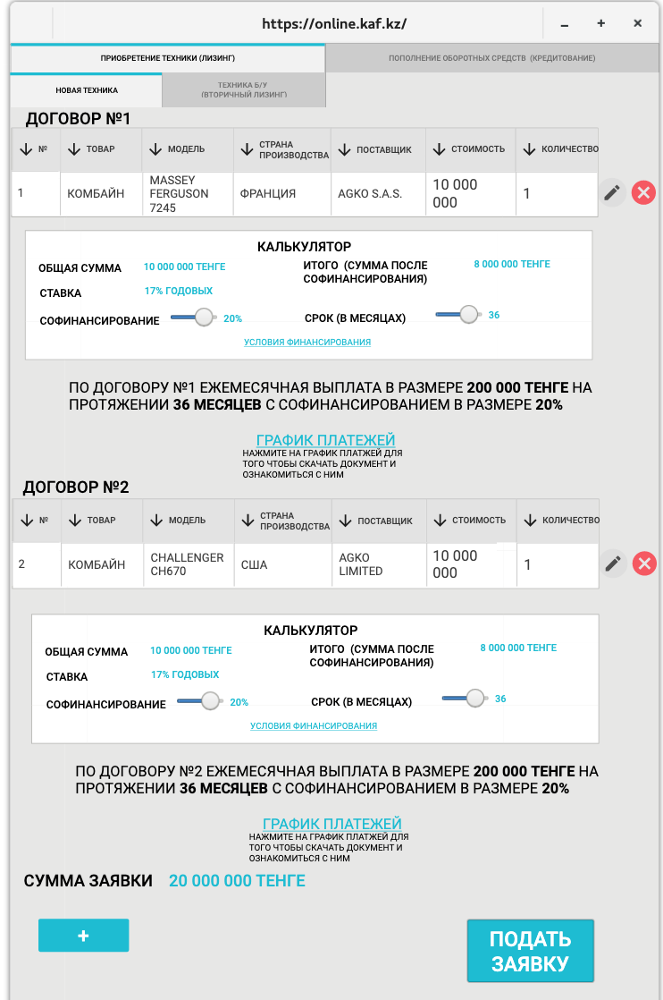 https://online.kaf.kz/
ПРИОБРЕТЕНИЕ ТЕХНИКИ (ЛИЗИНГ)
ПОПОЛНЕНИЕ ОБОРОТНЫХ СРЕДСТВ (КРЕДИТОВАНИЕ)
НОВАЯ ТЕХНИКА
ТЕХНИКА Б/У
(ВТОРИЧНЫЙ ЛИЗИНГ)
ДОГОВОР №1
№ ТОВАР МОДЕЛЬ СТРАНА ПРОИЗВОДСТВА ПОСТАВЩИК СТОИМОСТЬ КОЛИЧЕСТВО
1 КОМБАЙН MASSEY FERGUSON 7245 ФРАНЦИЯ AGKO S.A.S. 10 000 000 1
КАЛЬКУЛЯТОР
ОБЩАЯ СУММА 10 000 000 ТЕНГЕ
ИТОГО (СУММА ПОСЛЕ
СОФИНАНСИРОВАНИЯ)
8 000 000 ТЕНГЕ
СТАВКА 17% ГОДОВЫХ
СОФИНАНСИРОВАНИЕ 20%
СРОК (В МЕСЯЦАХ) 36
УСЛОВИЯ ФИНАНСИРОВАНИЯ
ПО ДОГОВОРУ №1 ЕЖЕМЕСЯЧНАЯ ВЫПЛАТА В РАЗМЕРЕ 200 000 ТЕНГЕ НА
ПРОТЯЖЕНИИ 36 МЕСЯЦЕВ С СОФИНАНСИРОВАНИЕМ В РАЗМЕРЕ 20%
ГРАФИК ПЛАТЕЖЕЙ
НАЖМИТЕ НА ГРАФИК ПЛАТЖЕЙ ДЛЯ
ТОГО ЧТОБЫ СКАЧАТЬ ДОКУМЕНТ И
ОЗНАКОМИТЬСЯ С НИМ
ДОГОВОР №2
№ ТОВАР МОДЕЛЬ СТРАНА ПРОИЗВОДСТВА ПОСТАВЩИК СТОИМОСТЬ КОЛИЧЕСТВО
2 КОМБАЙН CHALLENGER CH670 США AGKO LIMITED 10 000 000 1
КАЛЬКУЛЯТОР
ОБЩАЯ СУММА 10 000 000 ТЕНГЕ
ИТОГО (СУММА ПОСЛЕ
СОФИНАНСИРОВАНИЯ)
8 000 000 ТЕНГЕ
СТАВКА 17% ГОДОВЫХ
СОФИНАНСИРОВАНИЕ 20%
СРОК (В МЕСЯЦАХ) 36
УСЛОВИЯ ФИНАНСИРОВАНИЯ
ПО ДОГОВОРУ №2 ЕЖЕМЕСЯЧНАЯ ВЫПЛАТА В РАЗМЕРЕ 200 000 ТЕНГЕ НА
ПРОТЯЖЕНИИ 36 МЕСЯЦЕВ С СОФИНАНСИРОВАНИЕМ В РАЗМЕРЕ 20%
ГРАФИК ПЛАТЕЖЕЙ
НАЖМИТЕ НА ГРАФИК ПЛАТЖЕЙ ДЛЯ
ТОГО ЧТОБЫ СКАЧАТЬ ДОКУМЕНТ И
ОЗНАКОМИТЬСЯ С НИМ
СУММА ЗАЯВКИ 20 000 000 ТЕНГЕ
+
ПОДАТЬ
ЗАЯВКУ